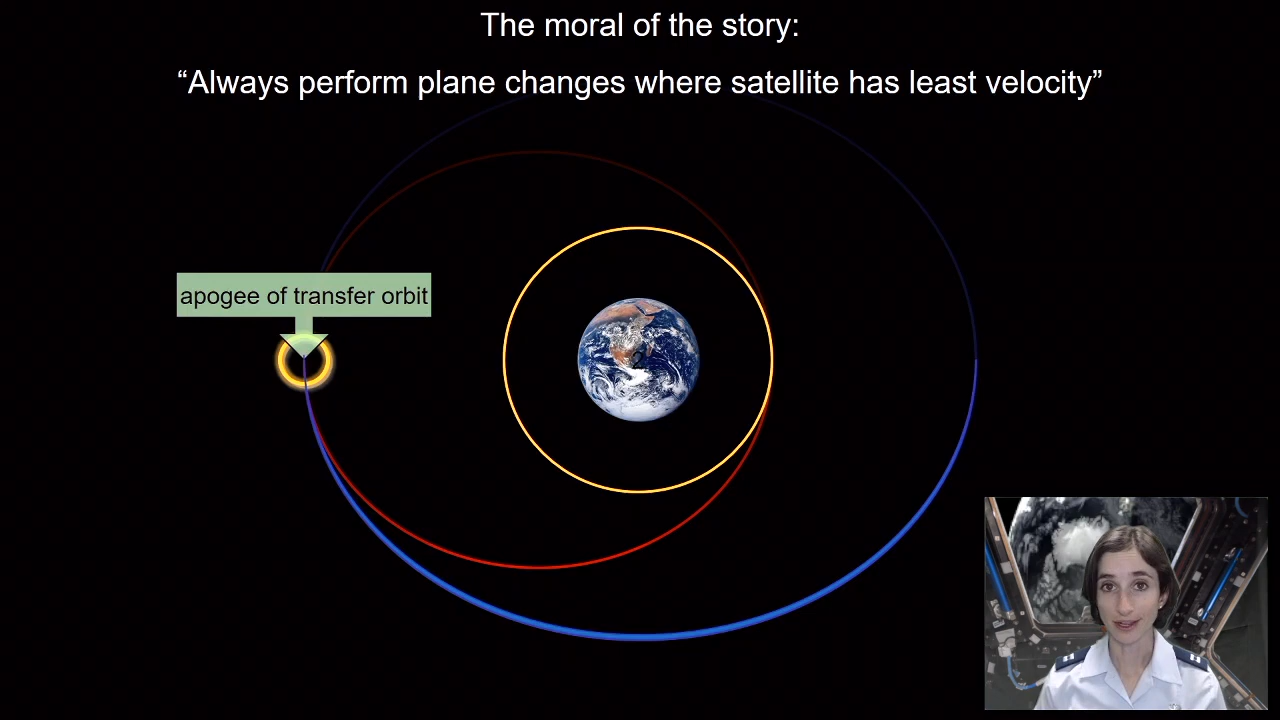 The moral of the story:
“Always perform plane changes where satellite has least velocity”
apogee of transfer orbit